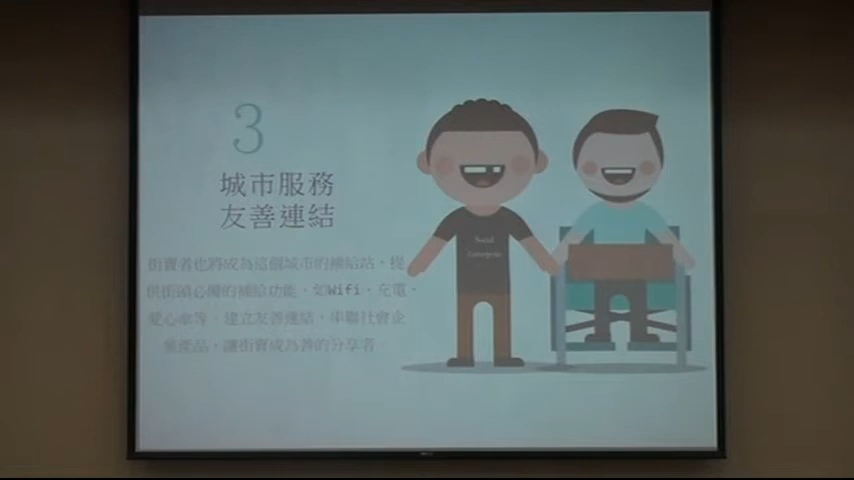 3
城市服務
友善連結
街賣者也將成為這個城市的補給站，提
供街頭必備的補給功能，如Wifi、充電、
愛心傘等。建立友善連結，串聯社會企
業產品，讓街賣成為善的分享者。
Social
Enterprise